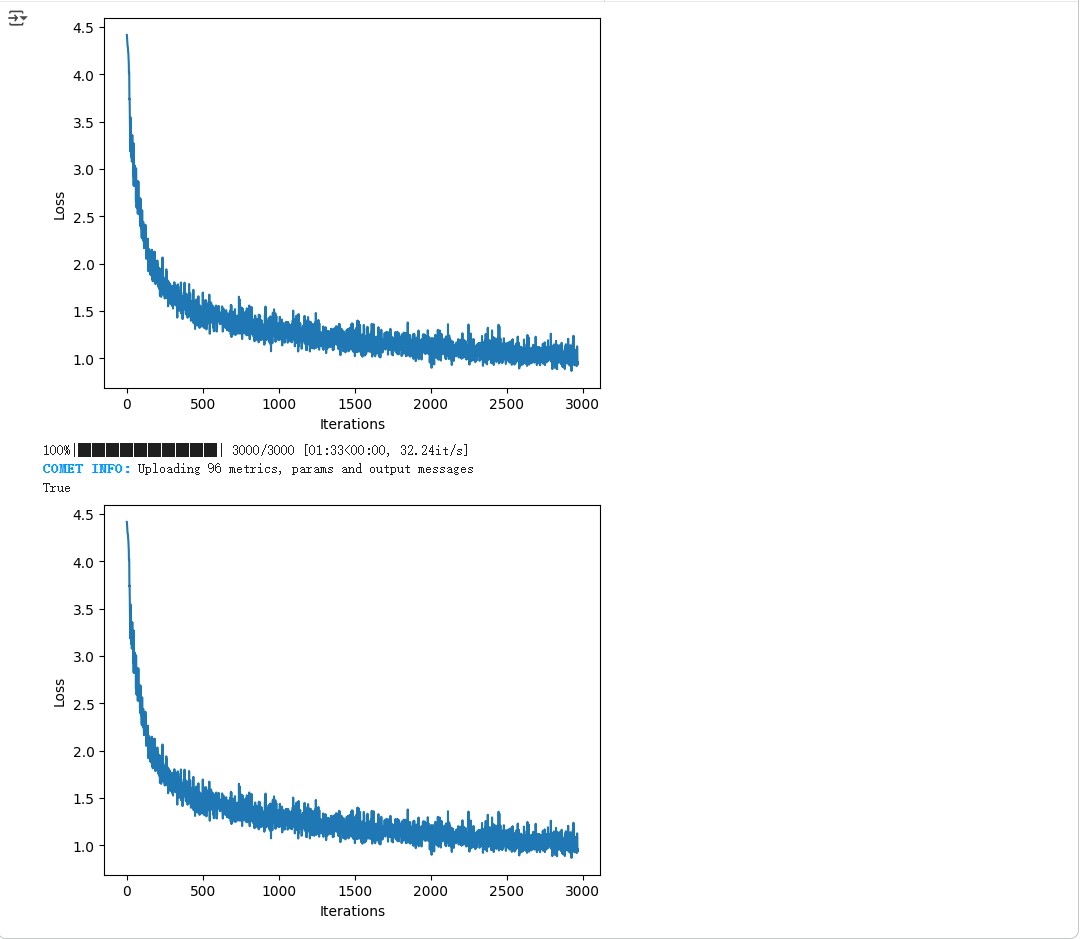 4.5
4.0
3.5
3.0
2.5
2.0
1.5
1.0
Loss
0 500 1000 1500 2000 2500 3000
Iterations
100%|██████████| 3000/3000 [01:33<00:00, 32.24it/s]
COMET INFO: Uploading 96 metrics, params and output messages
True
4.5
4.0
3.5
3.0
2.5
2.0
1.5
1.0
Loss
0 500 1000 1500 2000 2500 3000
Iterations